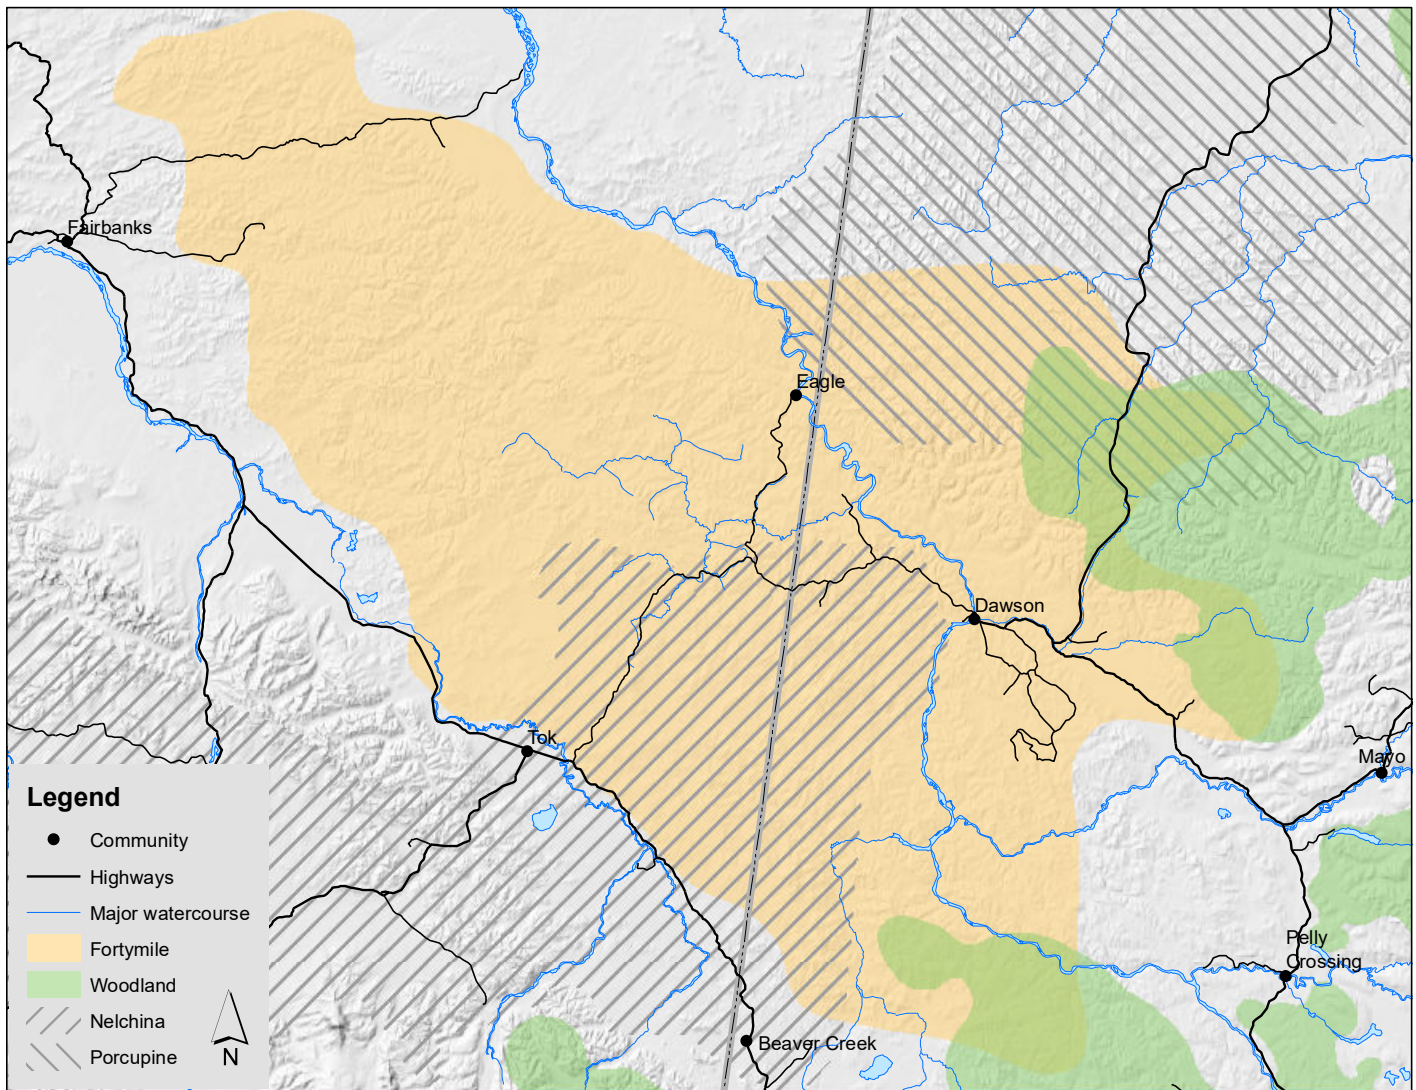 Fairbanks
Eagle
Dawson
Tok
Mayo
Pelly
Crossing
Beaver Creek
Legend
Community
Highways
Major watercourse
Fortymile
Woodland
Nelchina
Porcupine
N